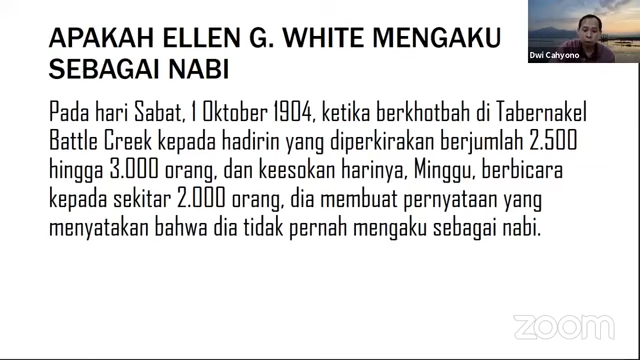 APAKAH ELLEN G. WHITE MENGAKU
SEBAGAI NABI
Dwi Cahyono
Pada hari Sabat, 1 Oktober 1904, ketika berkhotbah di Tabernakel
Battle Creek kepada hadirin yang diperkirakan berjumlah 2.500
hingga 3.000 orang, dan keesokan harinya, Minggu, berbicara
kepada sekitar 2.000 orang, dia membuat pernyataan yang
menyatakan bahwa dia tidak pernah mengaku sebagai nabi.
zoom